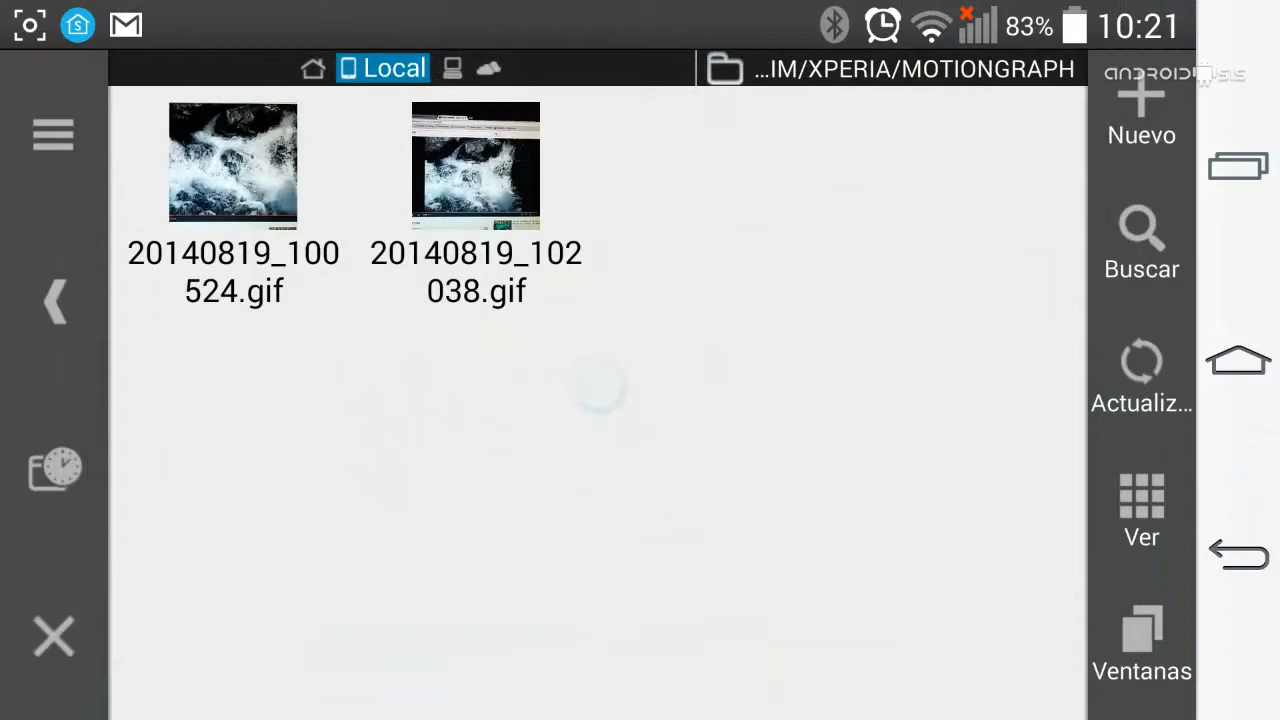 83% 10:21
Local
...IM/XPERIA/MOTIONGRAPH
ANDROIDSIS
Nuevo
20140819_100
524.gif
20140819_102
038.gif
Buscar
Actualiz...
Ver
Ventanas